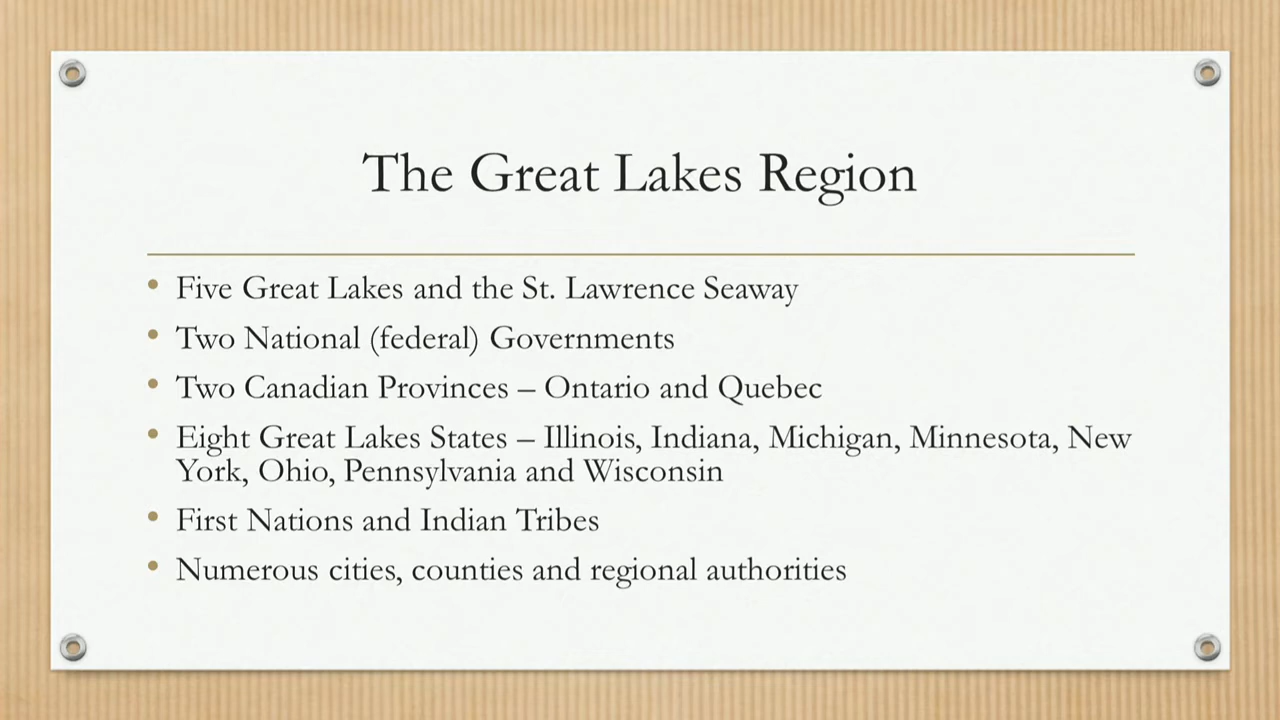 The Great Lakes Region
• Five Great Lakes and the St. Lawrence Seaway
• Two National (federal) Governments
• Two Canadian Provinces – Ontario and Quebec
• Eight Great Lakes States – Illinois, Indiana, Michigan, Minnesota, New
York, Ohio, Pennsylvania and Wisconsin
• First Nations and Indian Tribes
• Numerous cities, counties and regional authorities